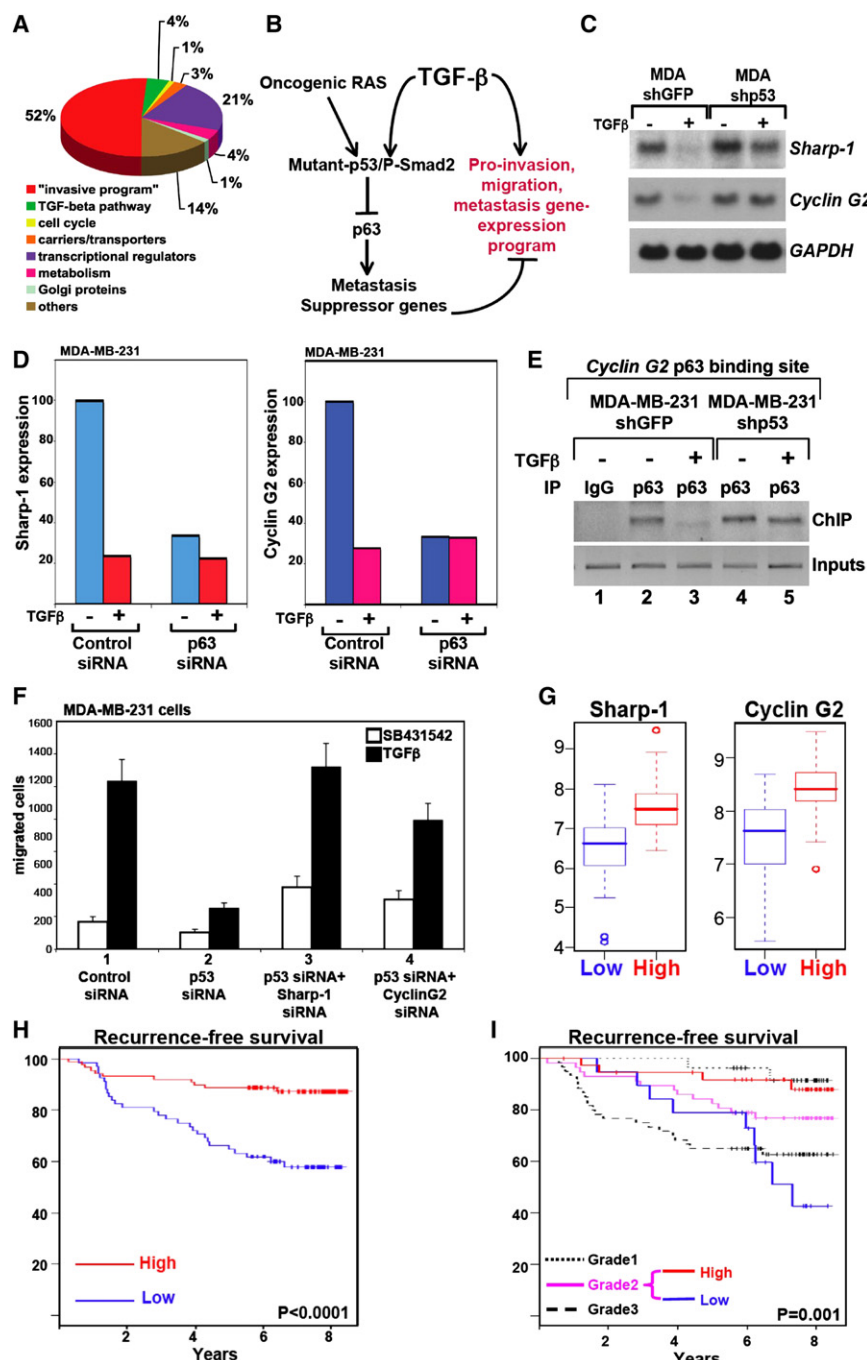 A
4%
1%
3%
21%
52%
4%
1%
14%
"invasive program"
TGF-beta pathway
cell cycle
carriers/transporters
transcriptional regulators
metabolism
Golgi proteins
others
B
Oncogenic RAS
TGF-β
Mutant-p53/P-Smad2
p63
Metastasis
Suppressor genes
Pro-invasion,
migration,
metastasis gene-
expression
program
C
MDA MDA
shGFP shp53
TGFβ - + - +
Sharp-1
Cyclin G2
GAPDH
D
MDA-MB-231
Sharp-1 expression
100
80
60
40
20
TGFβ - + - +
Control p63
siRNA siRNA
MDA-MB-231
Cyclin G2 expression
100
80
60
40
20
TGFβ - + - +
Control p63
siRNA siRNA
E
Cyclin G2 p63 binding site
MDA-MB-231 MDA-MB-231
shGFP shp53
TGFβ - - + - +
IP IgG p63 p63 p63 p63
ChIP
Inputs
1 2 3 4 5
F
MDA-MB-231 cells
SB431542
TGFβ
migrated cells
1600
1400
1200
1000
800
600
400
200
0
1 2 3 4
Control p53 p53 siRNA+ p53 siRNA+
siRNA siRNA Sharp-1 CyclinG2
siRNA siRNA
G
Sharp-1
9
8
7
6
5
4
Low High
Cyclin G2
9
8
7
6
Low High
H
Recurrence-free survival
100
80
60
40
20
High
Low
P<0.0001
2 4 6 8
Years
I
Recurrence-free survival
100
80
60
40
20
Grade1
Grade2
Grade3
High
Low
P=0.001
2 4 6 8
Years